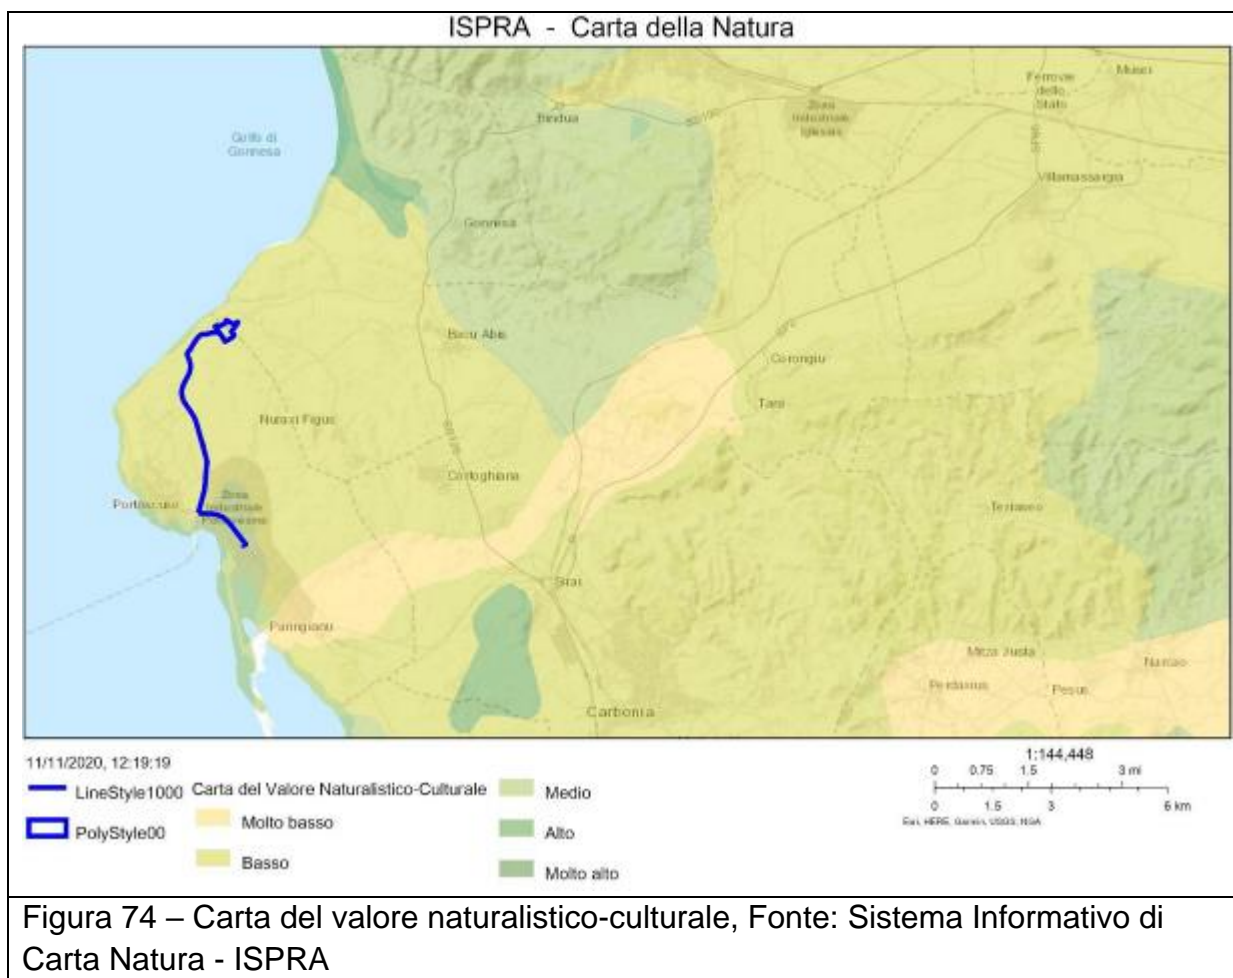 ISPRA - Carta della Natura
Golfo di
Gonnesa
Bindua
Zona
Industriale
Iglesias
Ferrovie
dello
Stato
Musei
Villamassargia
Gonnesa
Bacu Abis
Corongiu
Tani
Nuraxi Figus
Cortoghiana
Portoscuso
Zona
Industriale
Terraseo
Sirai
Paringianu
Mitza Justa
Perdaxius
Pesus
Narcao
Carbonia
11/11/2020, 12:19:19
LineStyle1000
PolyStyle00
Carta del Valore Naturalistico-Culturale
Molto basso
Basso
Medio
Alto
Molto alto
1:144,448
0 0.75 1.5 3 mi
0 1.5 3 6 km
Esri, HERE, Garmin, USGS, NGA
Figura 74 – Carta del valore naturalistico-culturale, Fonte: Sistema Informativo di
Carta Natura - ISPRA